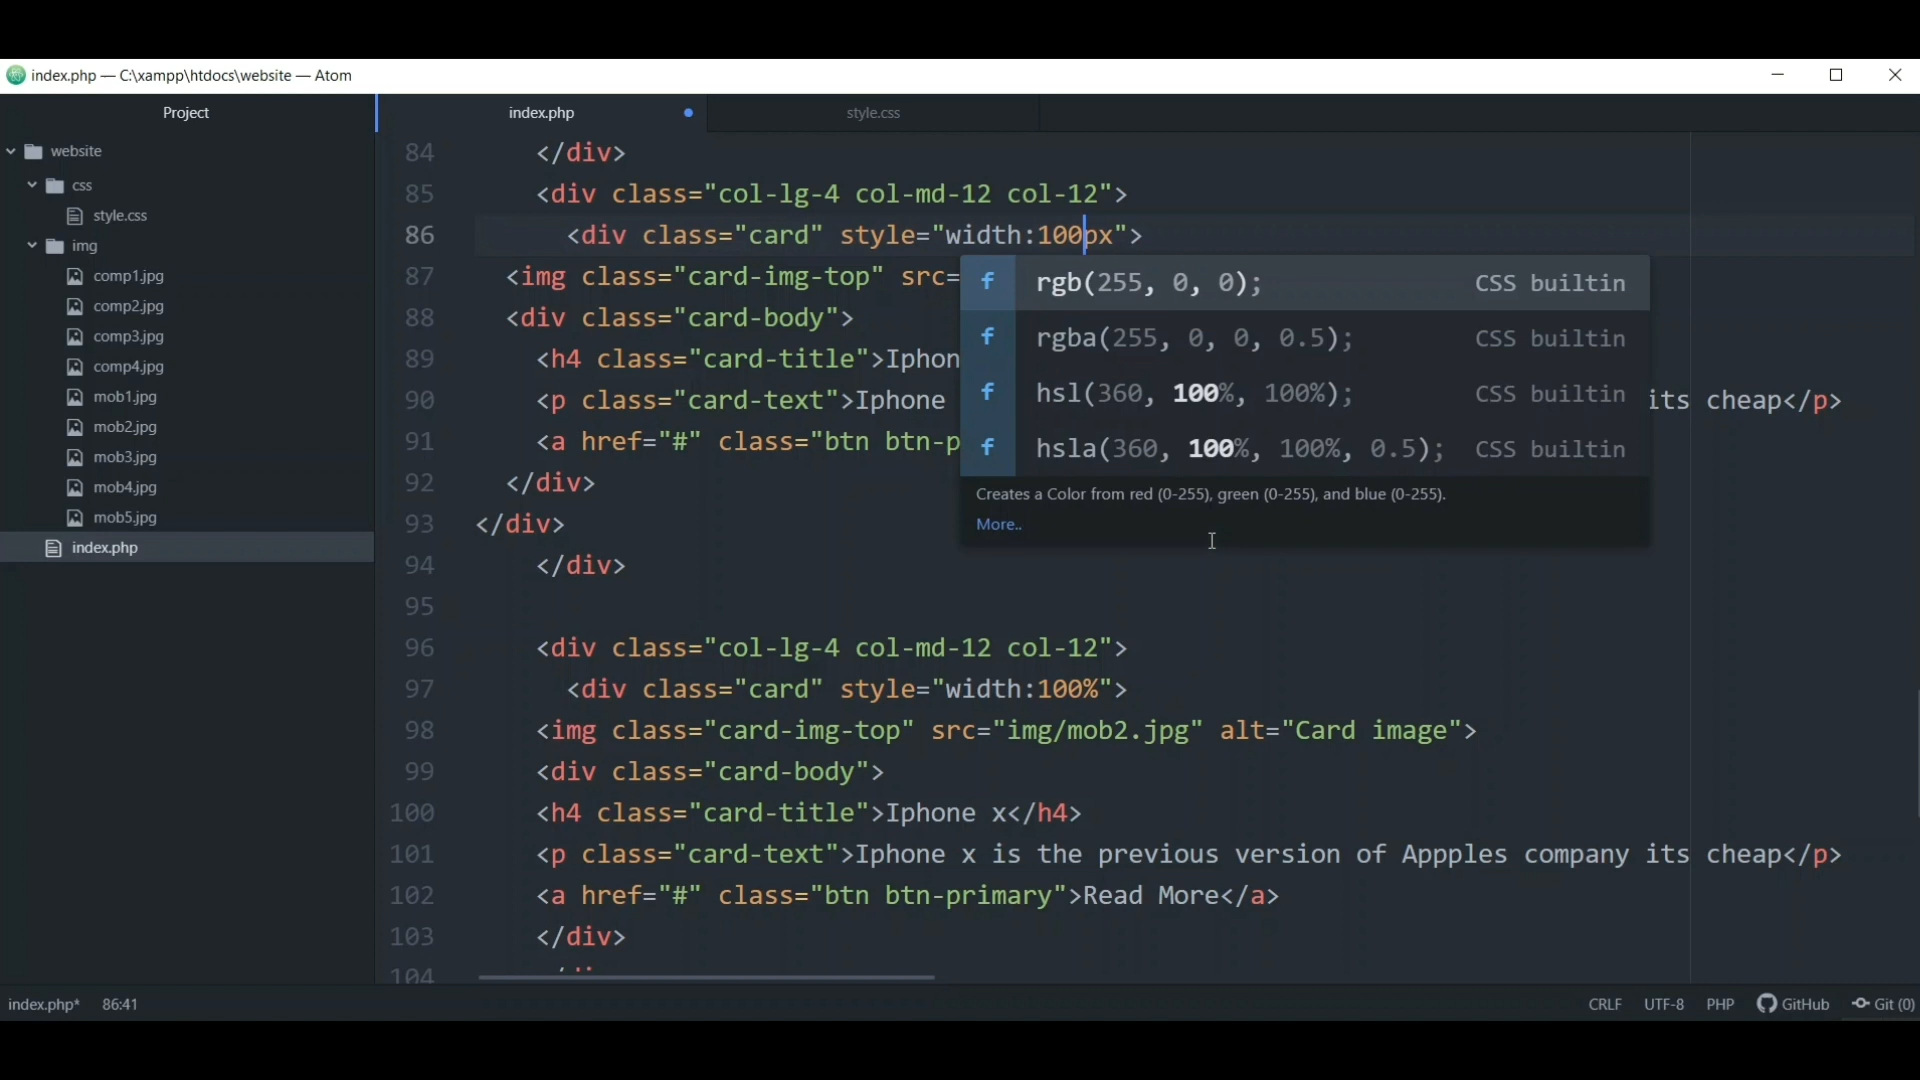 index.php — C:\xampp\htdocs\website — Atom
Project
index.php
style.css
website
css
style.css
img
comp1.jpg
comp2.jpg
comp3.jpg
comp4.jpg
mob1.jpg
mob2.jpg
mob3.jpg
mob4.jpg
mob5.jpg
index.php
84 </div>
85 <div class="col-lg-4 col-md-12 col-12">
86 <div class="card" style="width:100px">
87 <img class="card-img-top" src=
88 <div class="card-body">
89 <h4 class="card-title">Iphon
90 <p class="card-text">Iphone its cheap</p>
91 <a href="#" class="btn btn-p
92 </div>
93 </div>
94 </div>
95
96 <div class="col-lg-4 col-md-12 col-12">
97 <div class="card" style="width:100%">
98 <img class="card-img-top" src="img/mob2.jpg" alt="Card image">
99 <div class="card-body">
100 <h4 class="card-title">Iphone x</h4>
101 <p class="card-text">Iphone x is the previous version of Appples company its cheap</p>
102 <a href="#" class="btn btn-primary">Read More</a>
103 </div>
104
f rgb(255, 0, 0); CSS builtin
f rgba(255, 0, 0, 0.5); CSS builtin
f hsl(360, 100%, 100%); CSS builtin
f hsla(360, 100%, 100%, 0.5); CSS builtin
Creates a Color from red (0-255), green (0-255), and blue (0-255).
More..
index.php* 86:41 CRLF UTF-8 PHP GitHub Git (0)